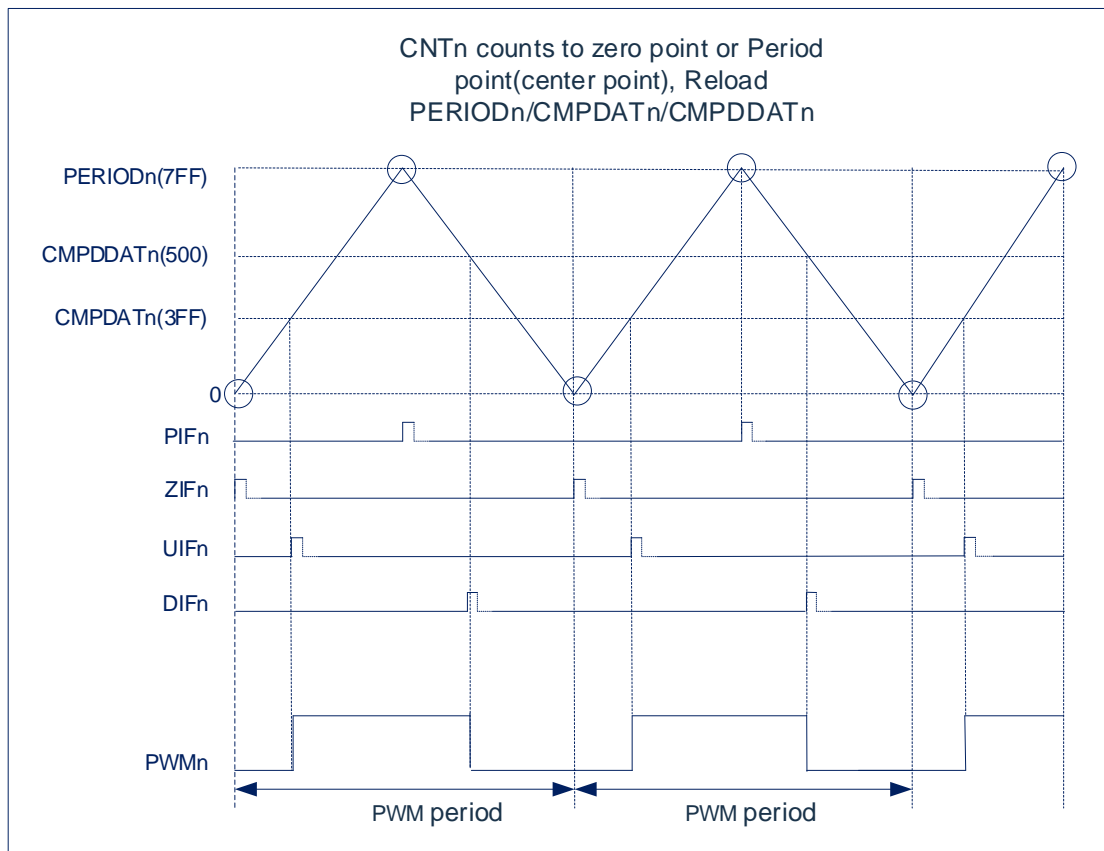 CNTn counts to zero point or Period
point(center point), Reload
PERIODn/CMPDATn/CMPDDATn
PERIODn(7FF)
CMPDDATn(500)
CMPDATn(3FF)
0
PIFn
ZIFn
UIFn
DIFn
PWMn
PWM period
PWM period